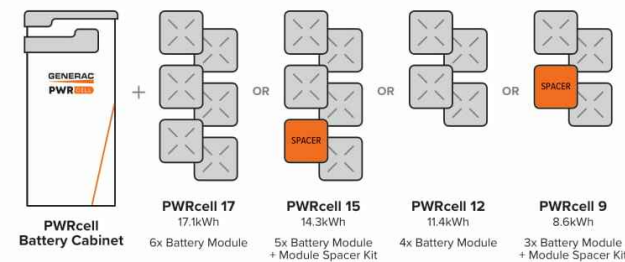 GENERAC
PWRCELL
+
OR
OR
OR
SPACER
SPACER
PWRcell
Battery Cabinet
PWRcell 17
17.1kWh
6x Battery Module
PWRcell 15
14.3kWh
5x Battery Module
+ Module Spacer Kit
PWRcell 12
11.4kWh
4x Battery Module
PWRcell 9
8.6kWh
3x Battery Module
+ Module Spacer Kit